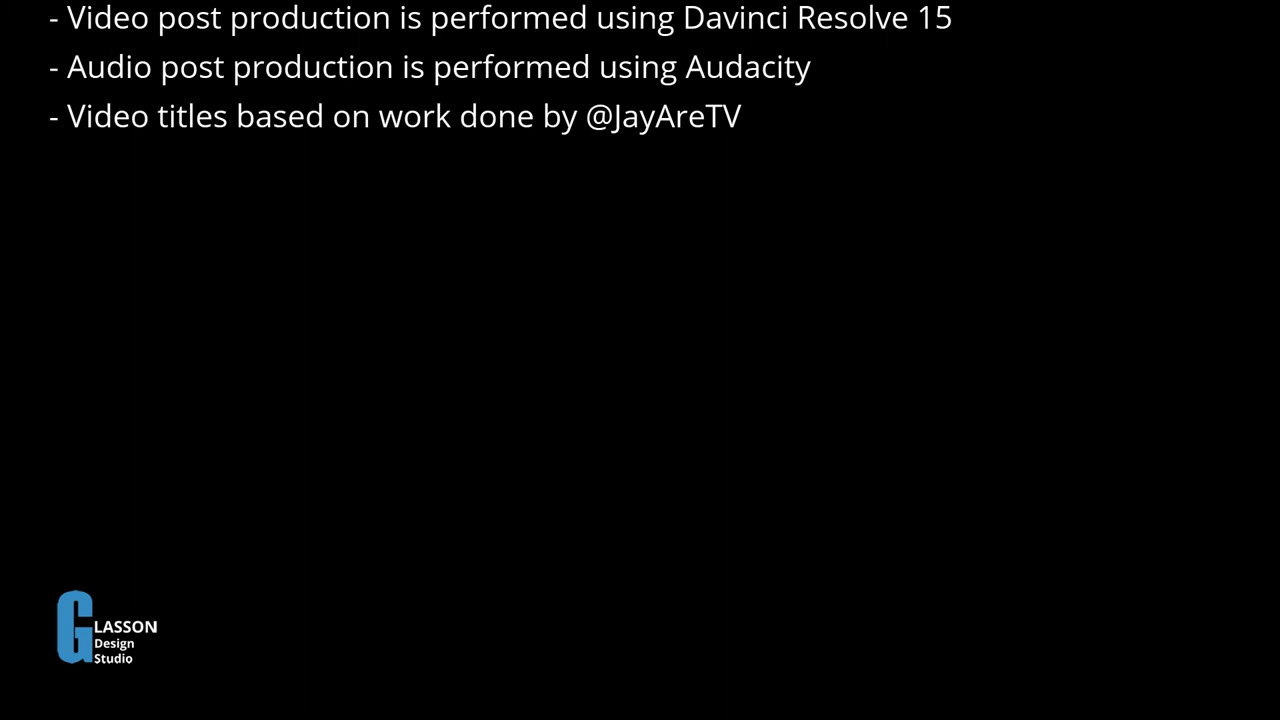 - Video post production is performed using Davinci Resolve 15
- Audio post production is performed using Audacity
- Video titles based on work done by @JayAreTV
GLASSON
Design
Studio